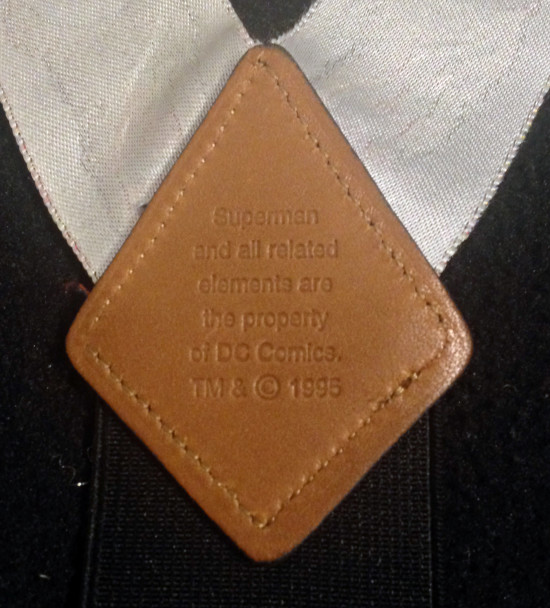 Superman
and all related
elements are
the property
of DC Comics.
TM & © 1995